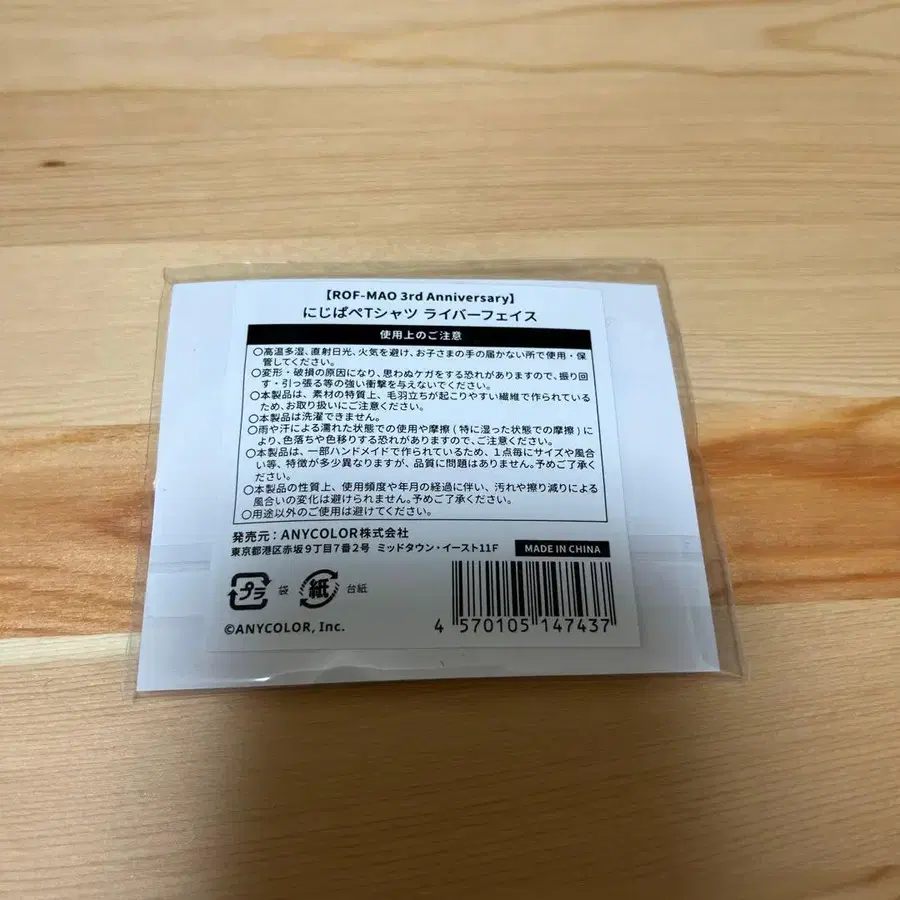 【ROF-MAO 3rd Anniversary】
にじぱぺTシャツ ライバーフェイス
使用上のご注意
○高温多湿、直射日光、火気を避け、お子さまの手の届かない所で使用・保
管してください。
○変形・破損の原因になり、思わぬケガをする恐れがありますので、振り回
す・引っ張る等の強い衝撃を与えないでください。
○本製品は、素材の特質上、毛羽立ちが起こりやすい繊維で作られている
ため、お取り扱いにご注意ください。
○本製品は洗濯できません。
○雨や汗による濡れた状態での使用や摩擦(特に湿った状態での摩擦)に
より、色落ちや色移りする恐れがありますので、ご注意ください。
○本製品は、一部ハンドメイドで作られているため、1点毎にサイズや風合
い等、特徴が多少異なりますが、品質に問題はありません。予めご了承く
ださい。
○本製品の性質上、使用頻度や年月の経過に伴い、汚れや擦り減りによる
風合いの変化は避けられません。予めご了承ください。
○用途以外のご使用は避けてください。
発売元:ANYCOLOR株式会社
東京都港区赤坂9丁目7番2号 ミッドタウン・イースト11F
MADE IN CHINA
プラ 袋 紙 台紙
©ANYCOLOR, Inc.
4 570105 147437